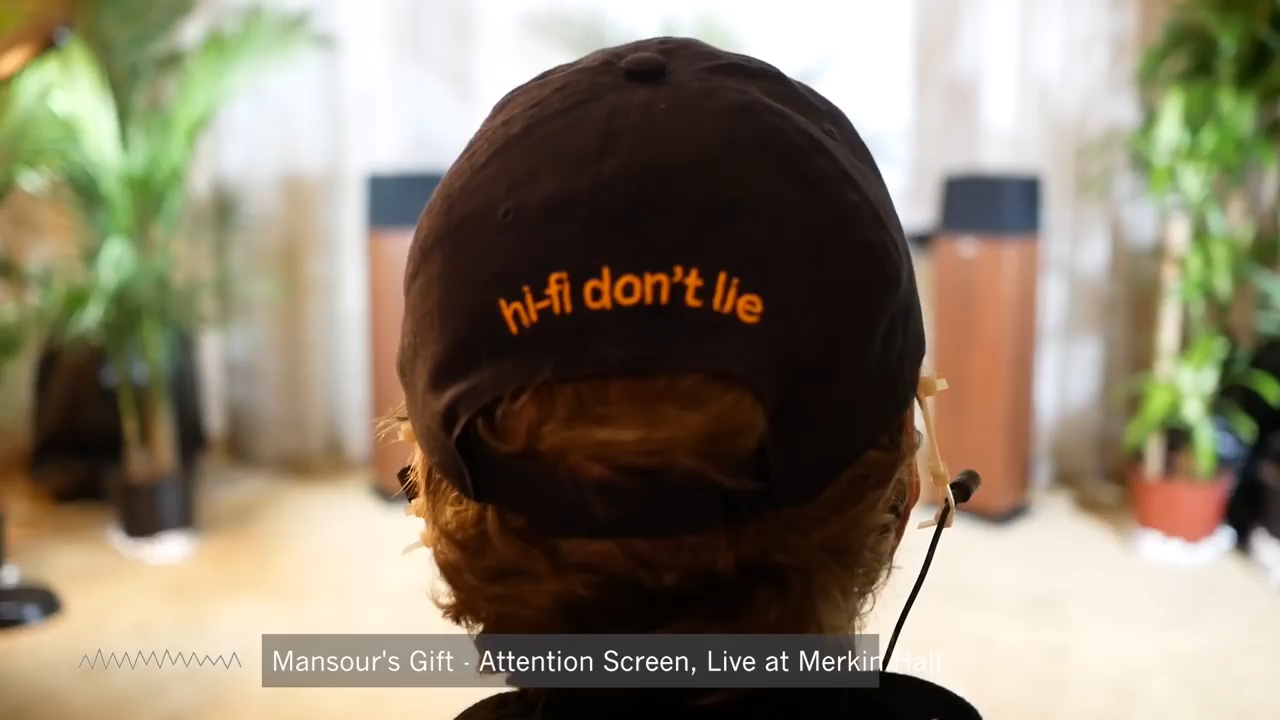 hi-fi don't lie
Mansour's Gift - Attention Screen, Live at Merkin Hall